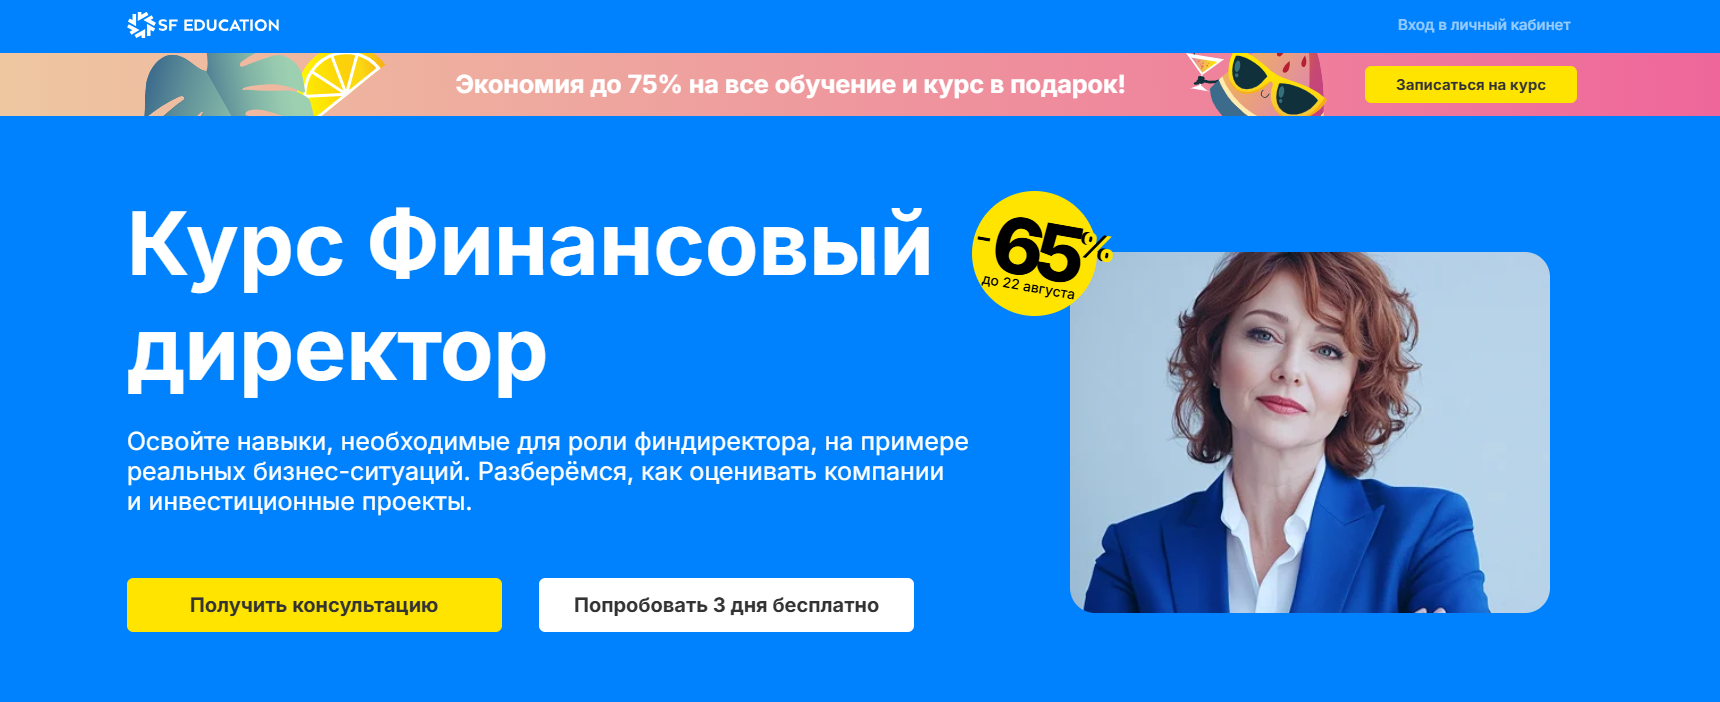 SF EDUCATION
Вход в личный кабинет
Экономия до 75% на все обучение и курс в подарок!
Записаться на курс
Курс Финансовый
директор
-65%
до 22 августа
Освойте навыки, необходимые для роли финдиректора, на примере
реальных бизнес-ситуаций. Разберёмся, как оценивать компании
и инвестиционные проекты.
Получить консультацию
Попробовать 3 дня бесплатно